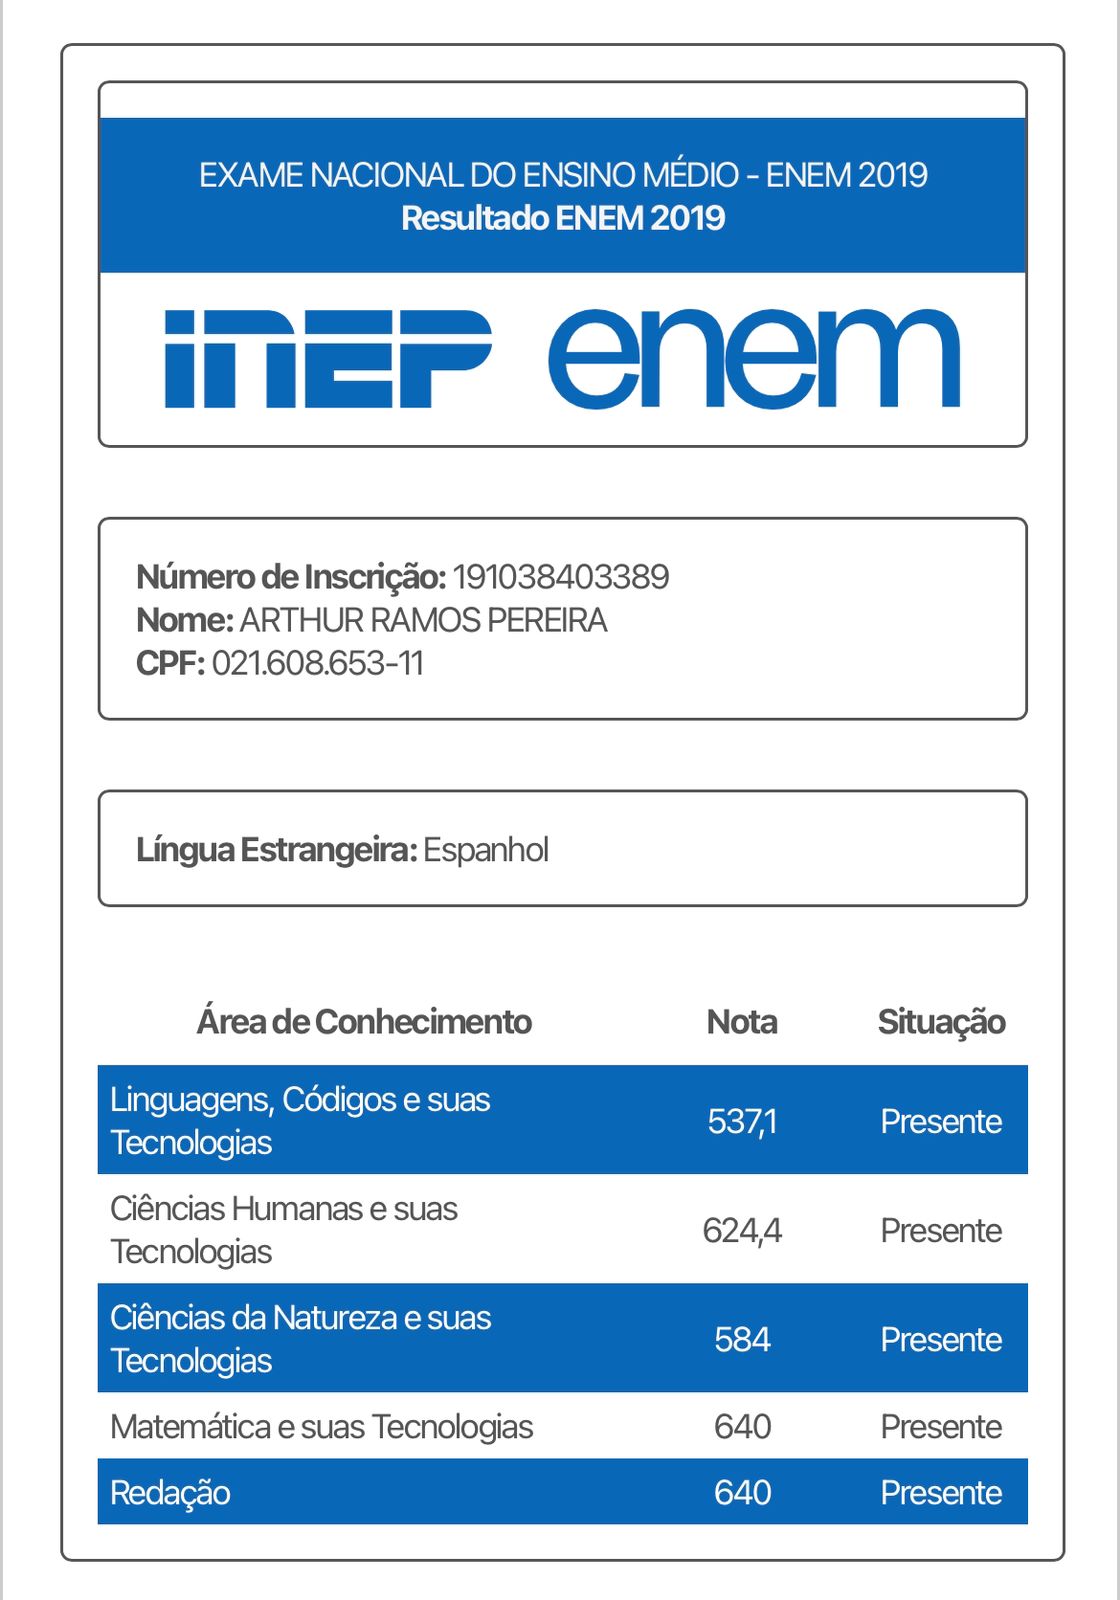 EXAME NACIONAL DO ENSINO MÉDIO - ENEM 2019
Resultado ENEM 2019
inep enem
Número de Inscrição: 191038403389
Nome: ARTHUR RAMOS PEREIRA
CPF: 021.608.653-11
Língua Estrangeira: Espanhol
Área de Conhecimento Nota Situação
Linguagens, Códigos e suas
Tecnologias 537,1 Presente
Ciências Humanas e suas
Tecnologias 624,4 Presente
Ciências da Natureza e suas
Tecnologias 584 Presente
Matemática e suas Tecnologias 640 Presente
Redação 640 Presente